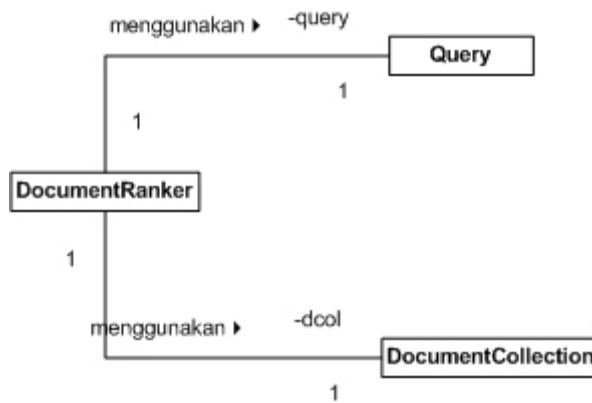 menggunakan ▶ -query
Query
1
1
DocumentRanker
1
menggunakan ▶ -dcol
DocumentCollection
1